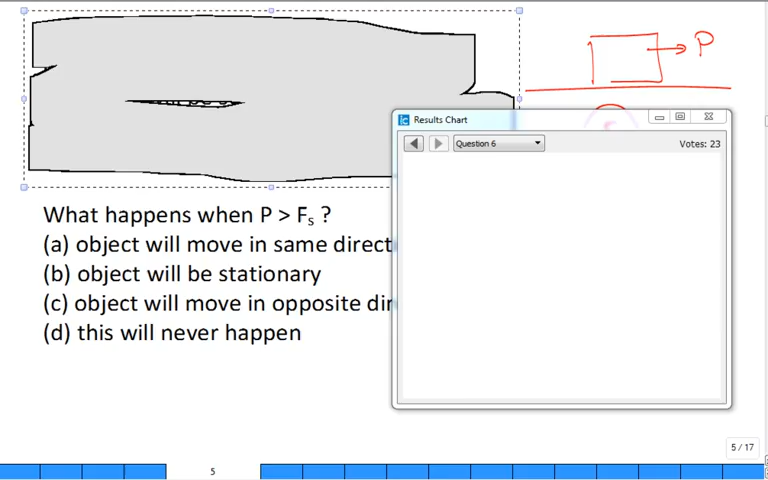 P
Results Chart
Question 6
Votes: 23
What happens when P > Fs ?
(a) object will move in same direct
(b) object will be stationary
(c) object will move in opposite dir
(d) this will never happen
5 / 17
5